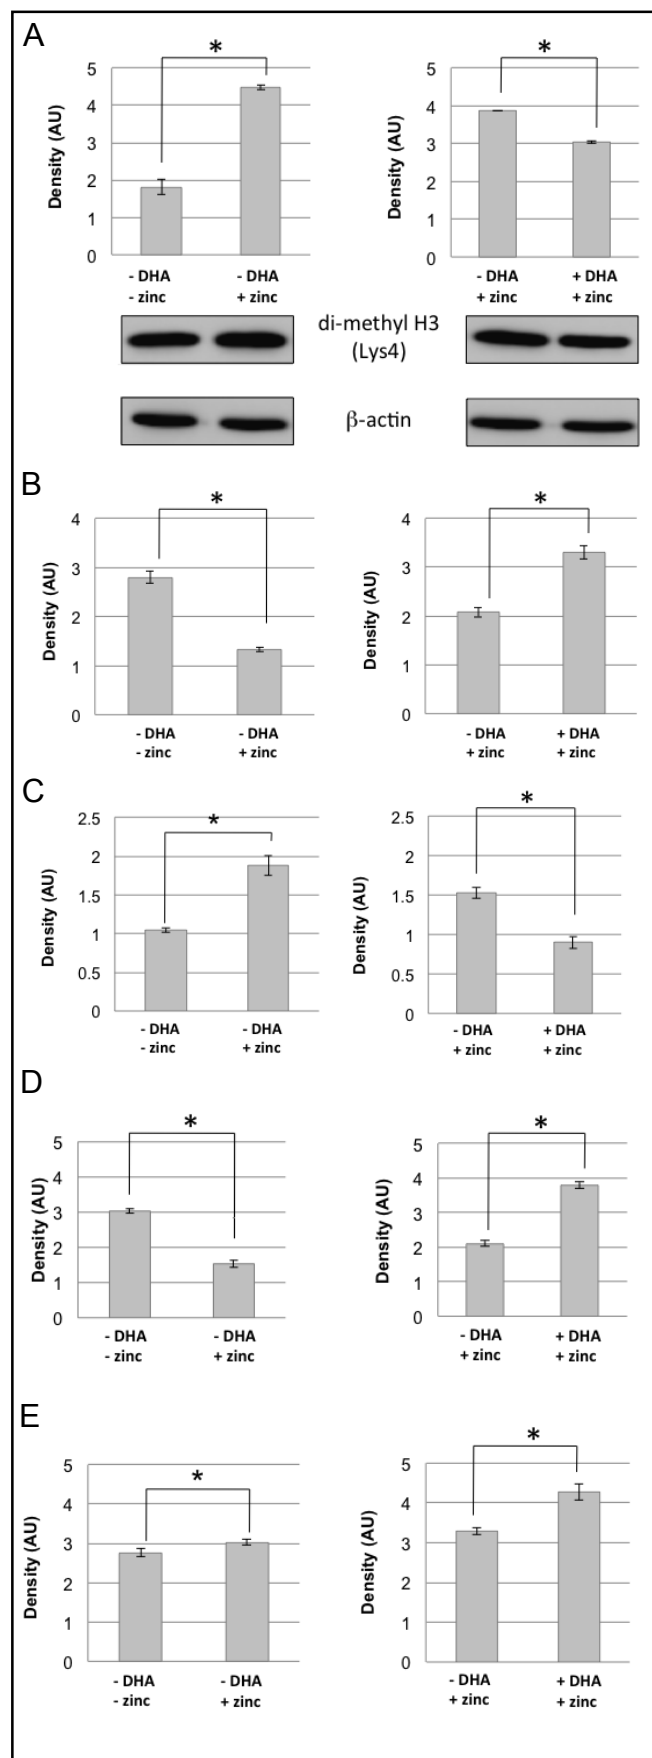 A
*
*
5
4
3
2
1
0
Density (AU)
- DHA
- zinc
- DHA
+ zinc
5
4
3
2
1
0
Density (AU)
- DHA
+ zinc
+ DHA
+ zinc
di-methyl H3
(Lys4)
β-actin
B
*
*
4
3
2
1
0
Density (AU)
- DHA
- zinc
- DHA
+ zinc
4
3
2
1
0
Density (AU)
- DHA
+ zinc
+ DHA
+ zinc
C
*
*
2.5
2
1.5
1
0.5
0
Density (AU)
- DHA
- zinc
- DHA
+ zinc
2.5
2
1.5
1
0.5
0
Density (AU)
- DHA
+ zinc
+ DHA
+ zinc
D
*
*
5
4
3
2
1
0
Density (AU)
- DHA
- zinc
- DHA
+ zinc
5
4
3
2
1
0
Density (AU)
- DHA
+ zinc
+ DHA
+ zinc
E
*
*
5
4
3
2
1
0
Density (AU)
- DHA
- zinc
- DHA
+ zinc
5
4
3
2
1
0
Density (AU)
- DHA
+ zinc
+ DHA
+ zinc